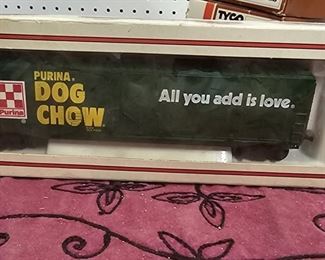 TYCO
PURINA®
DOG
CHOW®
All you add is love.®
Purina